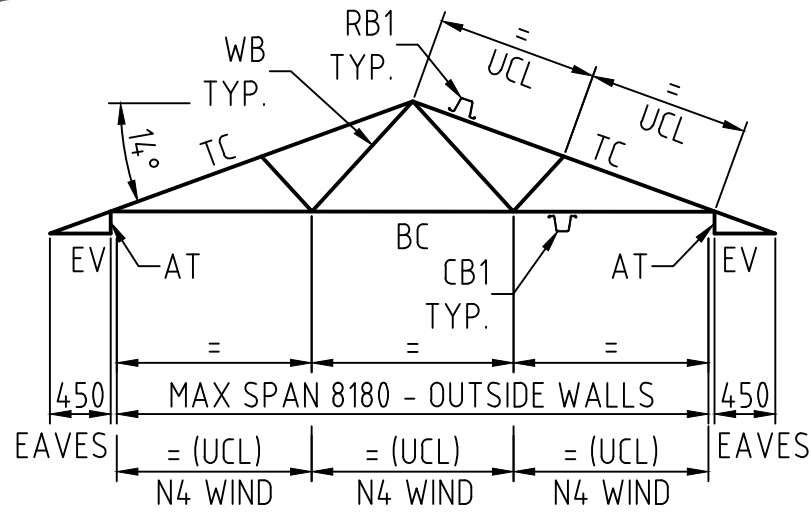 RB1
TYP.
=
UCL
=
UCL
WB
TYP.
14°
TC
TC
BC
EV
AT
CB1
TYP.
AT
EV
=
=
=
450
MAX SPAN 8180 - OUTSIDE WALLS
450
EAVES
EAVES
= (UCL)
= (UCL)
= (UCL)
N4 WIND
N4 WIND
N4 WIND